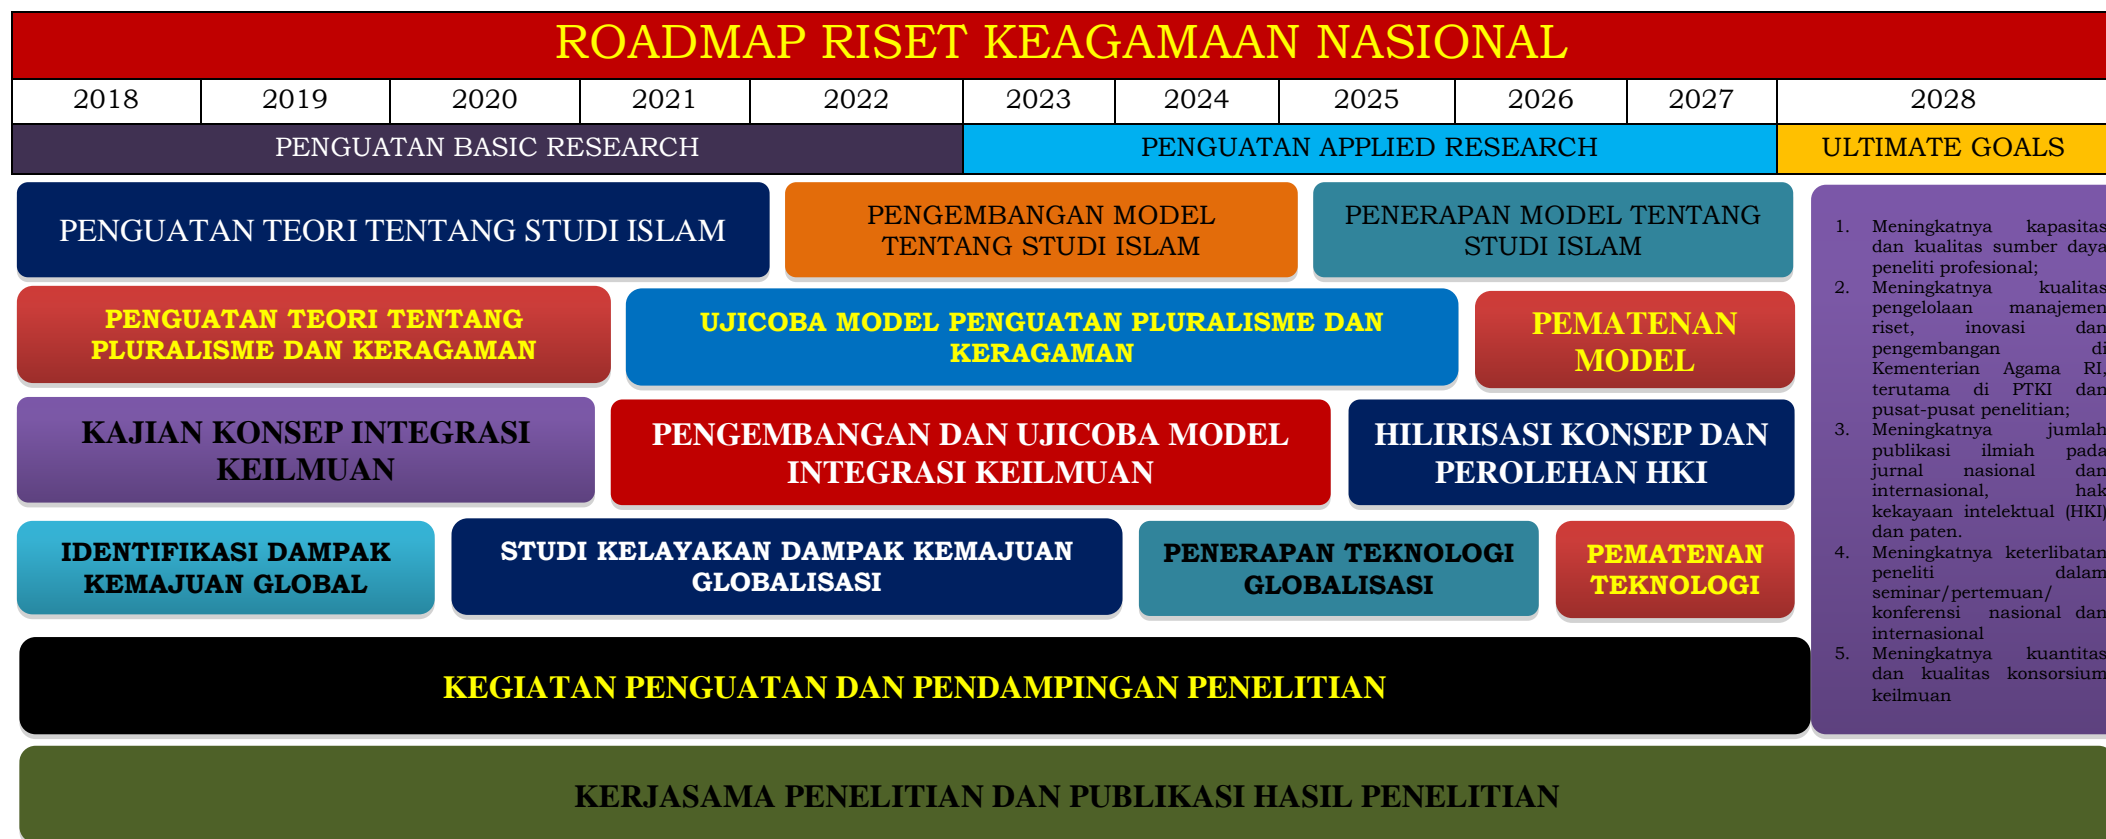 ROADMAP RISET KEAGAMAAN NASIONAL
2018 2019 2020 2021 2022 2023 2024 2025 2026 2027 2028
PENGUATAN BASIC RESEARCH PENGUATAN APPLIED RESEARCH ULTIMATE GOALS
PENGUATAN TEORI TENTANG STUDI ISLAM
PENGEMBANGAN MODEL
TENTANG STUDI ISLAM
PENERAPAN MODEL TENTANG
STUDI ISLAM
PENGUATAN TEORI TENTANG
PLURALISME DAN KERAGAMAN
UJICOBA MODEL PENGUATAN PLURALISME DAN
KERAGAMAN
PEMATENAN
MODEL
KAJIAN KONSEP INTEGRASI
KEILMUAN
PENGEMBANGAN DAN UJICOBA MODEL
INTEGRASI KEILMUAN
HILIRISASI KONSEP DAN
PEROLEHAN HKI
IDENTIFIKASI DAMPAK
KEMAJUAN GLOBAL
STUDI KELAYAKAN DAMPAK KEMAJUAN
GLOBALISASI
PENERAPAN TEKNOLOGI
GLOBALISASI
PEMATENAN
TEKNOLOGI
1. Meningkatnya kapasitas
dan kualitas sumber daya
peneliti profesional;
2. Meningkatnya kualitas
pengelolaan manajemen
riset, inovasi dan
pengembangan di
Kementerian Agama RI,
terutama di PTKI dan
pusat-pusat penelitian;
3. Meningkatnya jumlah
publikasi ilmiah pada
jurnal nasional dan
internasional, hak
kekayaan intelektual (HKI)
dan paten.
4. Meningkatnya keterlibatan
peneliti dalam
seminar/pertemuan/
konferensi nasional dan
internasional
5. Meningkatnya kuantitas
dan kualitas konsorsium
keilmuan
KEGIATAN PENGUATAN DAN PENDAMPINGAN PENELITIAN
KERJASAMA PENELITIAN DAN PUBLIKASI HASIL PENELITIAN